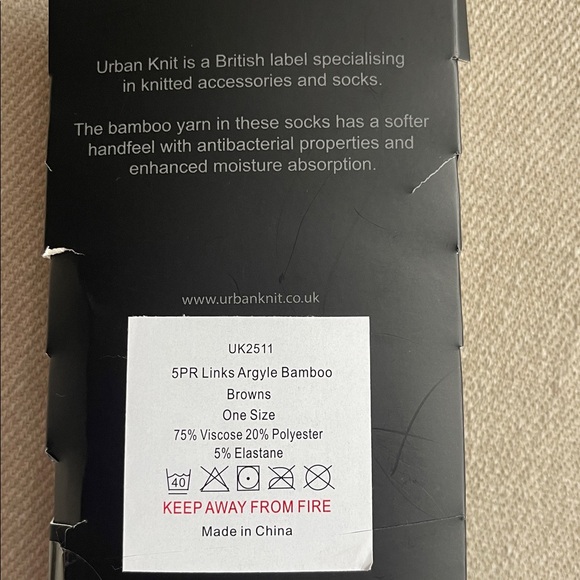 Urban Knit is a British label specialising
in knitted accessories and socks.
The bamboo yarn in these socks has a softer
handfeel with antibacterial properties and
enhanced moisture absorption.
www.urbanknit.co.uk
UK2511
5PR Links Argyle Bamboo
Browns
One Size
75% Viscose 20% Polyester
5% Elastane
40
KEEP AWAY FROM FIRE
Made in China